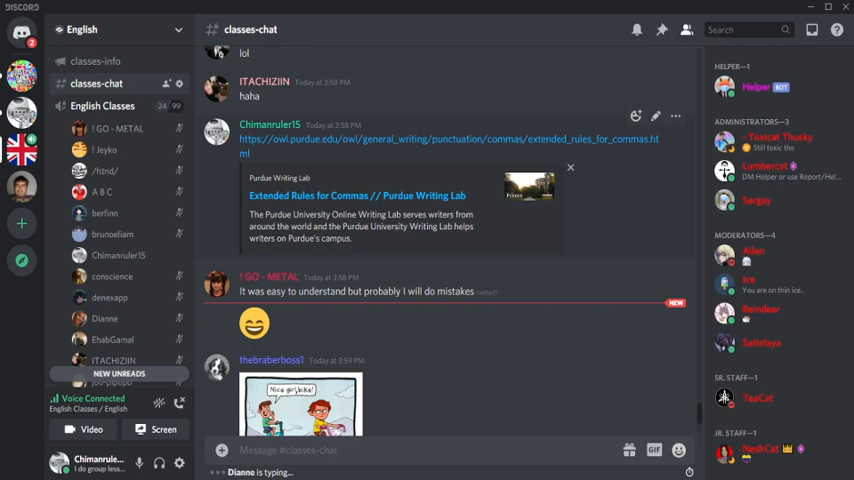 DISCORD
English
classes-chat
Search
2
classes-info
classes-chat
English Classes
24 99
! GO - METAL
! Jeyko
/hɪnd/
A B C
berfinn
brunoeliam
Chimanruler15
conscience
denexapp
Dianne
EhabGamal
ITACHIZIIN
NEW UNREADS
Voice Connected
English Classes / English
Video
Screen
Chimanrule...
I do group less...
lol
ITACHIZIIN Today at 3:58 PM
haha
Chimanruler15 Today at 3:58 PM
https://owl.purdue.edu/owl/general_writing/punctuation/commas/extended_rules_for_commas.ht
ml
Purdue Writing Lab
Extended Rules for Commas // Purdue Writing Lab
The Purdue University Online Writing Lab serves writers from
around the world and the Purdue University Writing Lab helps
writers on Purdue's campus.
! GO - METAL Today at 3:58 PM
It was easy to understand but probably I will do mistakes (edited)
NEW
thebraberboss1 Today at 3:59 PM
Nice girl bike!
Message #classes-chat
GIF
Dianne is typing...
HELPER—1
Helper BOT
ADMINISTRATORS—3
- Toxicat Thusky
Still toxic tho
Lumbercat
DM Helper or use Report/Hel...
Sergey
MODERATORS—4
Allen
Ice
You are on thin ice..
Reindeer
Satisfaya
SR. STAFF—1
TeaCat
JR. STAFF—1
NeshCat